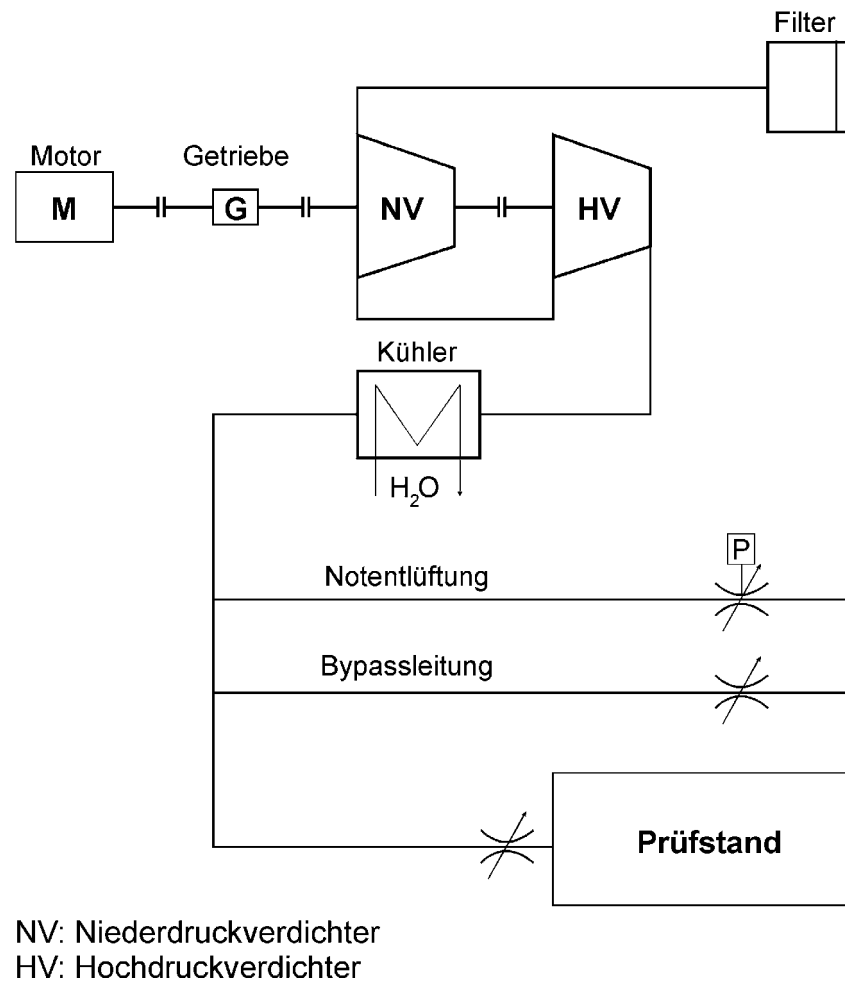 Filter
Motor
Getriebe
M
G
NV
HV
Kühler
H₂O
P
Notentlüftung
Bypassleitung
Prüfstand
NV: Niederdruckverdichter
HV: Hochdruckverdichter